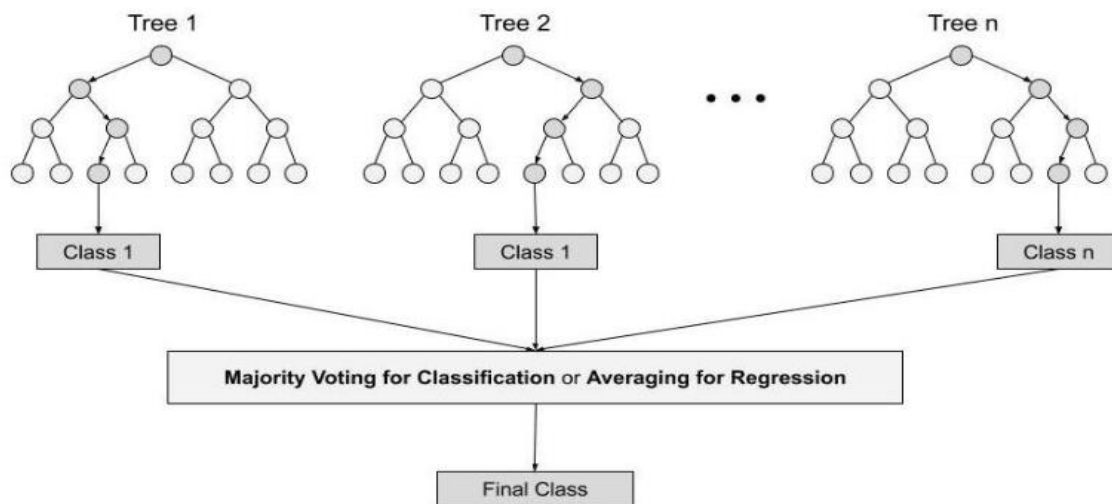 Tree 1
Tree 2
Tree n
Class 1
Class 1
Class n
Majority Voting for Classification or Averaging for Regression
Final Class